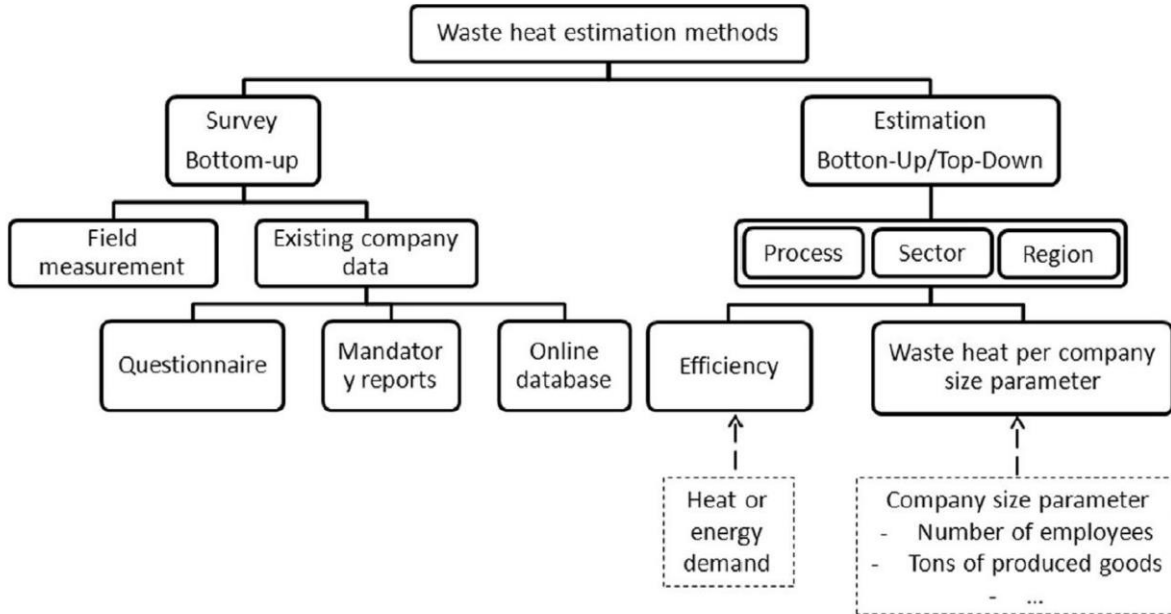 Waste heat estimation methods
Survey
Bottom-up
Estimation
Botton-Up/Top-Down
Field
measurement
Existing company
data
Process
Sector
Region
Questionnaire
Mandator
y reports
Online
database
Efficiency
Waste heat per company
size parameter
Heat or
energy
demand
Company size parameter
- Number of employees
- Tons of produced goods
- ...